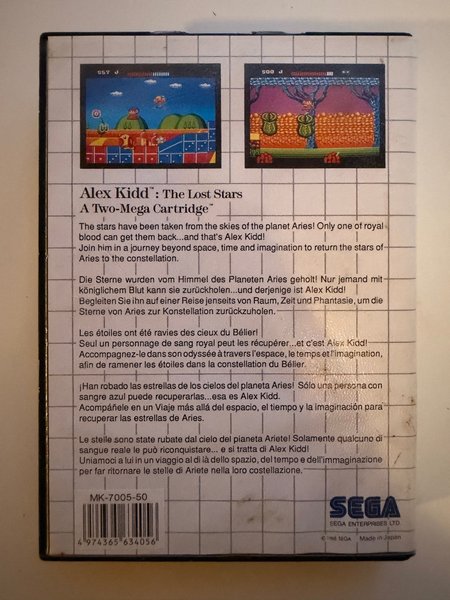 557 J
500 J
Alex Kidd™: The Lost Stars
A Two-Mega Cartridge™
The stars have been taken from the skies of the planet Aries! Only one of royal
blood can get them back...and that's Alex Kidd!
Join him in a journey beyond space, time and imagination to return the stars of
Aries to the constellation.
Die Sterne wurden vom Himmel des Planeten Aries geholt! Nur jemand mit
königlichem Blut kann sie zurückholen...und derjenige ist Alex Kidd!
Begleiten Sie ihn auf einer Reise jenseits von Raum, Zeit und Phantasie, um die
Sterne von Aries zur Konstellation zurückzuholen.
Les étoiles ont été ravies des cieux du Bélier!
Seul un personnage de sang royal peut les récupérer...et c'est Alex Kidd!
Accompagnez-le dans son odyssée à travers l'espace, le temps et l'imagination,
afin de ramener les étoiles dans la constellation du Bélier.
¡Han robado las estrellas de los cielos del planeta Aries! Sólo una persona con
sangre azul puede recuperarlas...esa es Alex Kidd.
Acompáñele en un Viaje más allá del espacio, el tiempo y la imaginación para
recuperar las estrellas de Aries.
Le stelle sono state rubate dal cielo del pianeta Ariete! Solamente qualcuno di
sangue reale le può riconquistare... e si tratta di Alex Kidd!
Uniamoci a lui in un viaggio al di là dello spazio, del tempo e dell'immaginazione
per far ritornare le stelle di Ariete nella loro costellazione.
MK-7005-50
4 974365 634056
SEGA
SEGA ENTERPRISES LTD.
©1988 SEGA Made in Japan